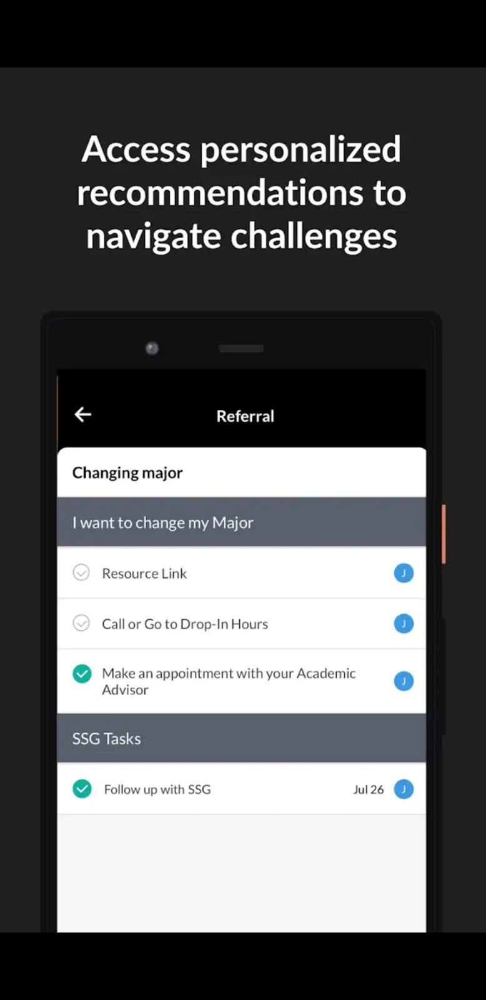 Access personalized
recommendations to
navigate challenges
Referral
Changing major
I want to change my Major
Resource Link
J
Call or Go to Drop-In Hours
J
Make an appointment with your Academic
Advisor
J
SSG Tasks
Follow up with SSG Jul 26 J